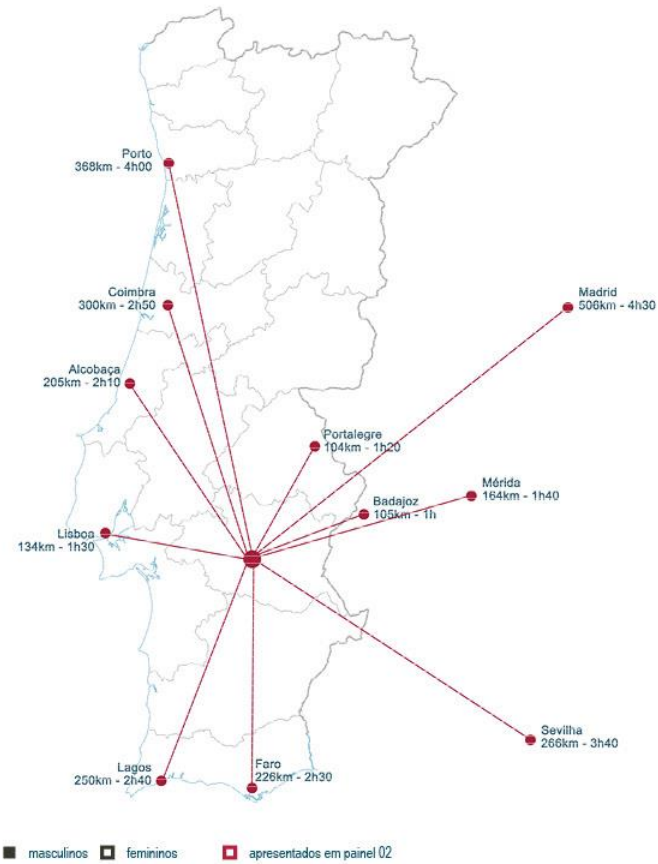 Porto
368km - 4h00
Coimbra
300km - 2h50
Madrid
506km - 4h30
Alcobaça
205km - 2h10
Portalegre
104km - 1h20
Mérida
164km - 1h40
Badajoz
105km - 1h
Lisboa
134km - 1h30
Sevilha
266km - 3h40
Lagos
250km - 2h40
Faro
226km - 2h30
masculinos femininos apresentados em painel 02